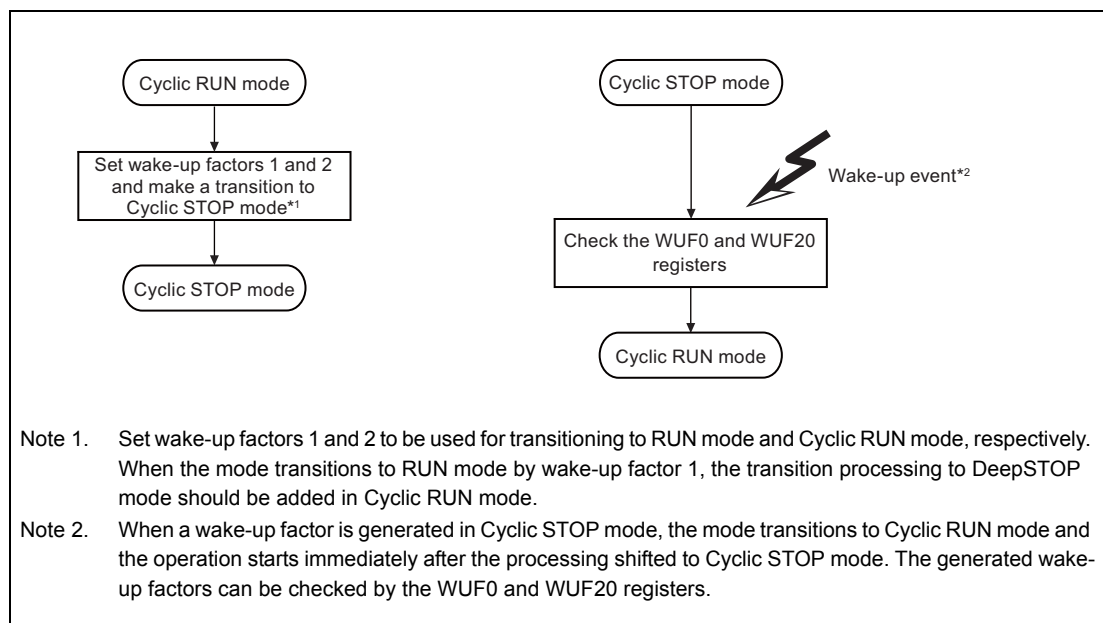 Cyclic RUN mode
Set wake-up factors 1 and 2
and make a transition to
Cyclic STOP mode*1
Cyclic STOP mode
Cyclic STOP mode
Wake-up event*2
Check the WUF0 and WUF20
registers
Cyclic RUN mode
Note 1. Set wake-up factors 1 and 2 to be used for transitioning to RUN mode and Cyclic RUN mode, respectively.
When the mode transitions to RUN mode by wake-up factor 1, the transition processing to DeepSTOP
mode should be added in Cyclic RUN mode.
Note 2. When a wake-up factor is generated in Cyclic STOP mode, the mode transitions to Cyclic RUN mode and
the operation starts immediately after the processing shifted to Cyclic STOP mode. The generated wake-
up factors can be checked by the WUF0 and WUF20 registers.